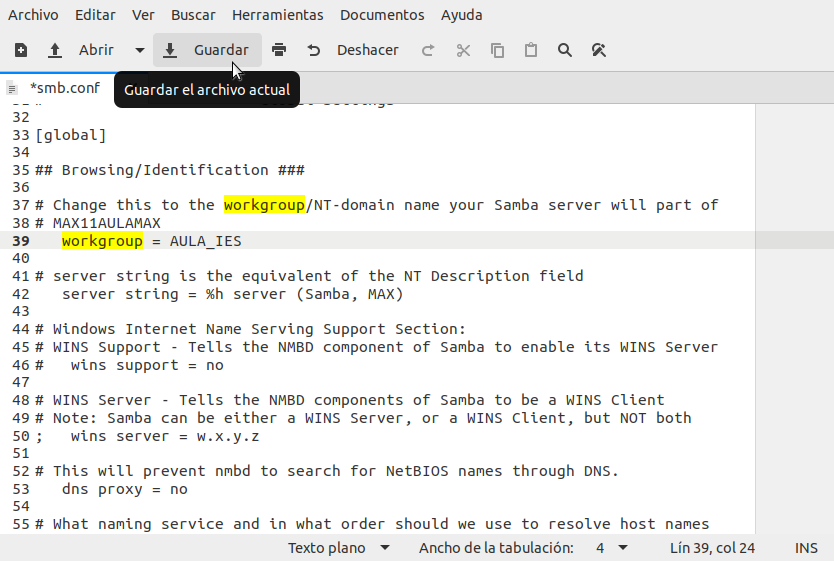 Archivo Editar Ver Buscar Herramientas Documentos Ayuda
Abrir Guardar Deshacer
*smb.conf
Guardar el archivo actual
32
33 [global]
34
35 ## Browsing/Identification ###
36
37 # Change this to the workgroup/NT-domain name your Samba server will part of
38 # MAX11AULAMAX
39    workgroup = AULA_IES
40
41 # server string is the equivalent of the NT Description field
42    server string = %h server (Samba, MAX)
43
44 # Windows Internet Name Serving Support Section:
45 # WINS Support - Tells the NMBD component of Samba to enable its WINS Server
46 #   wins support = no
47
48 # WINS Server - Tells the NMBD components of Samba to be a WINS Client
49 # Note: Samba can be either a WINS Server, or a WINS Client, but NOT both
50 ;   wins server = w.x.y.z
51
52 # This will prevent nmbd to search for NetBIOS names through DNS.
53    dns proxy = no
54
55 # What naming service and in what order should we use to resolve host names
Texto plano Ancho de la tabulación: 4 Lín 39, col 24 INS